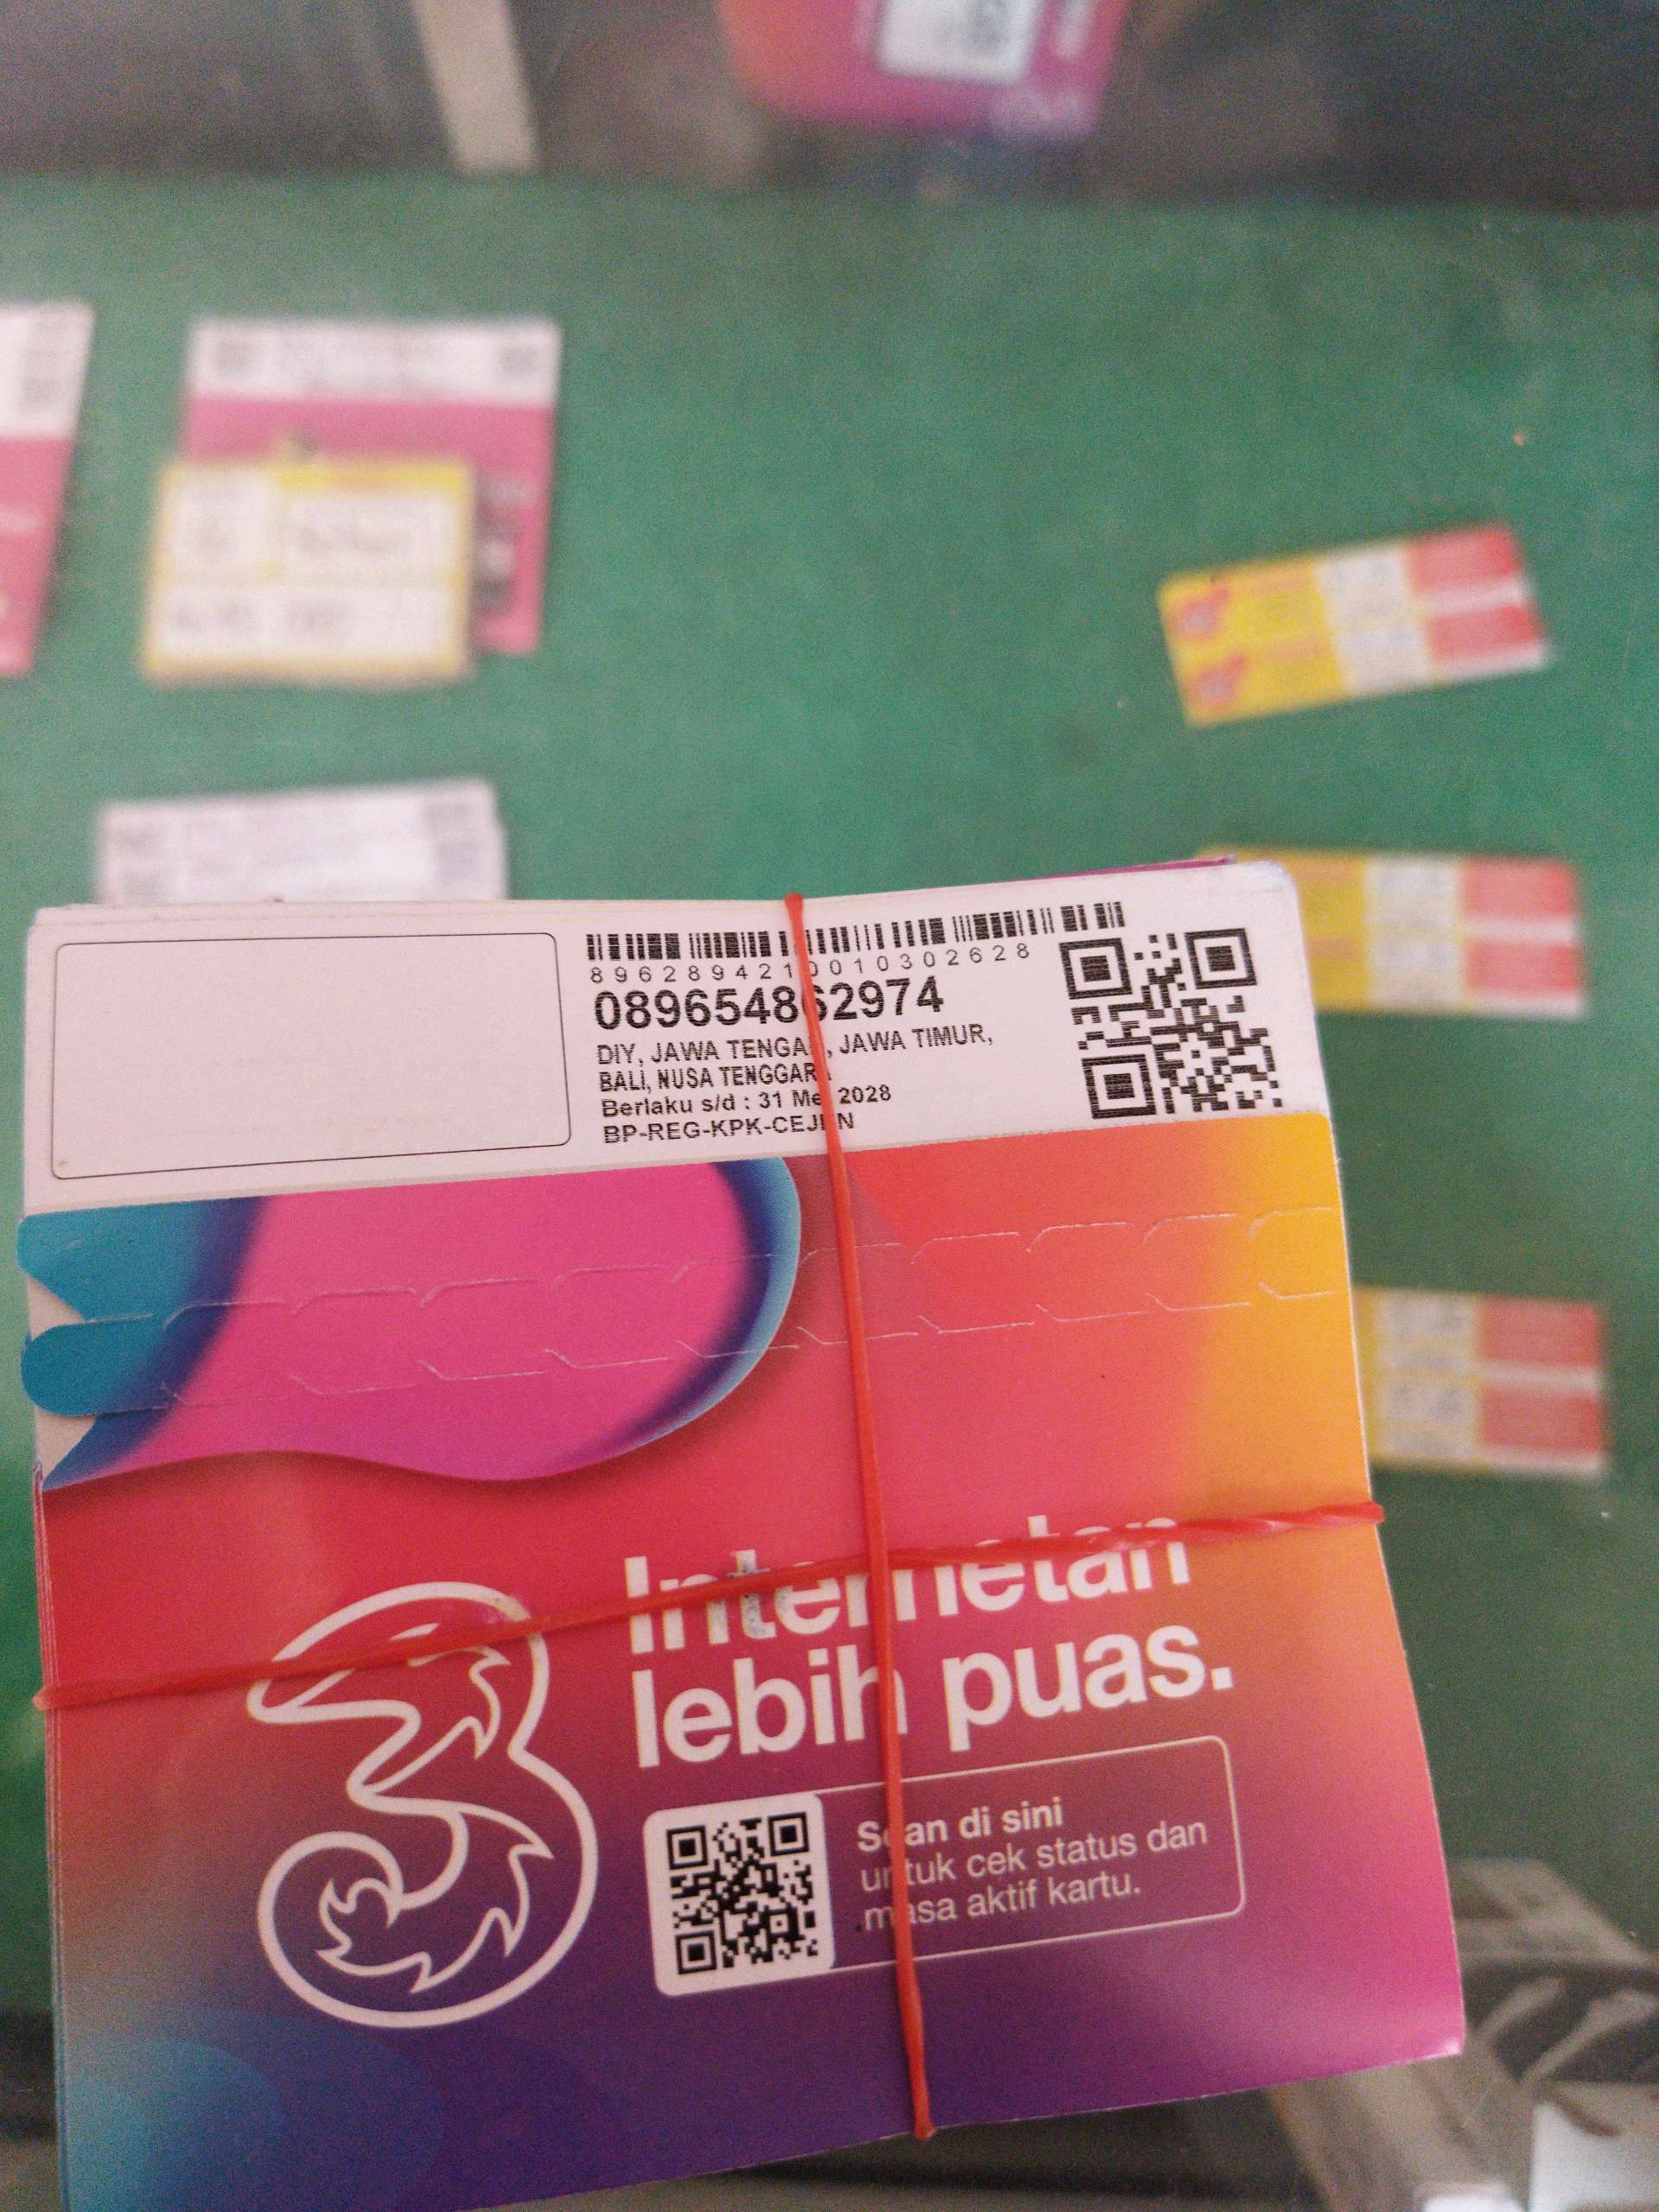 8962894210010302628
089654862974
DIY, JAWA TENGAH, JAWA TIMUR,
BALI, NUSA TENGGARA
Berlaku s/d : 31 Mei 2028
BP-REG-KPK-CEJBN
3
Internetan
lebih puas.
Scan di sini
untuk cek status dan
masa aktif kartu.